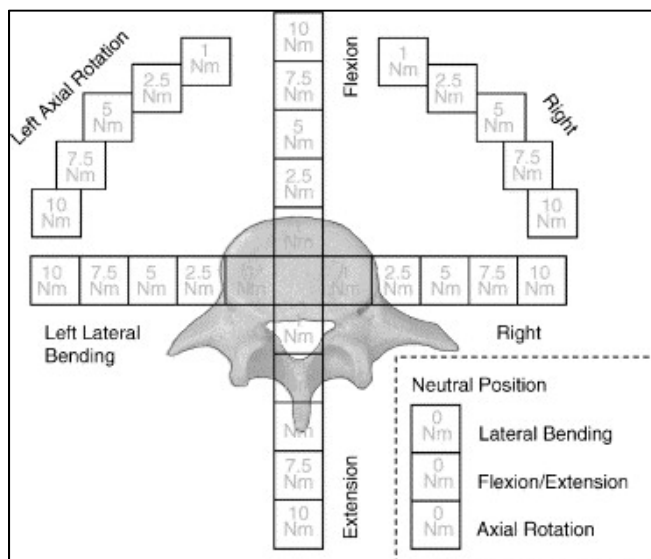 10
Nm
7.5
Nm
5
Nm
2.5
Nm
Flexion
Left Axial Rotation
1
Nm
2.5
Nm
5
Nm
7.5
Nm
10
Nm
Right
1
Nm
2.5
Nm
5
Nm
7.5
Nm
10
Nm
10
Nm
7.5
Nm
5
Nm
2.5
Nm
2.5
Nm
5
Nm
7.5
Nm
10
Nm
Left Lateral
Bending
Right
Nm
Nm
7.5
Nm
10
Nm
Extension
Neutral Position
0
Nm
Lateral Bending
0
Nm
Flexion/Extension
0
Nm
Axial Rotation